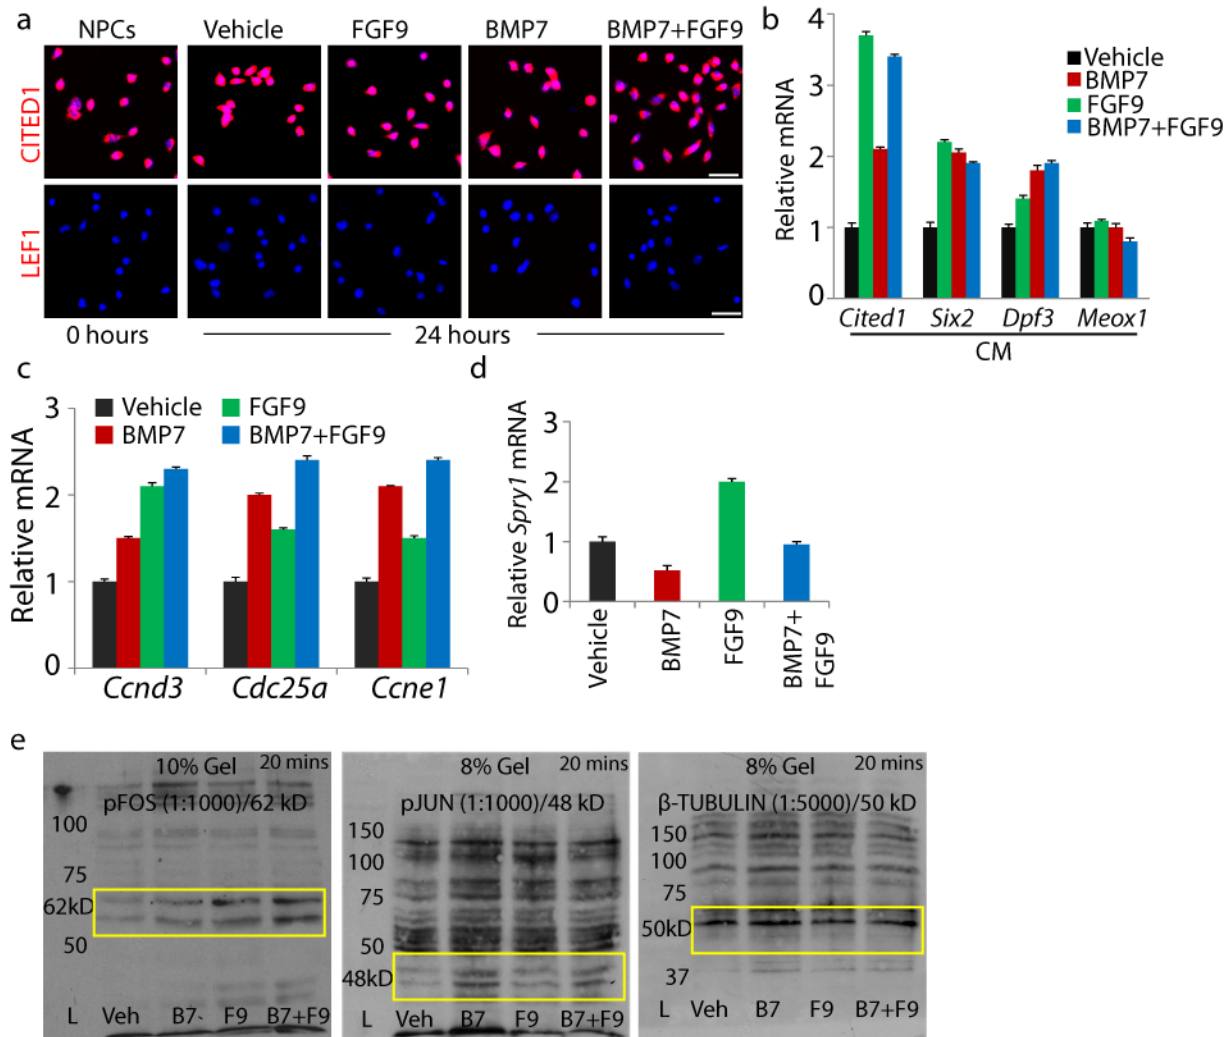 a
NPCs Vehicle FGF9 BMP7 BMP7+FGF9
CITED1
LEF1
0 hours 24 hours
b
Relative mRNA
4
3
2
1
0
Vehicle
BMP7
FGF9
BMP7+FGF9
Cited1 Six2 Dpf3 Meox1
CM
c
Relative mRNA
3
2
1
0
Vehicle FGF9
BMP7 BMP7+FGF9
Ccnd3 Cdc25a Ccne1
d
Relative Spry1 mRNA
3
2
1
0
Vehicle
BMP7
FGF9
BMP7+
FGF9
e
10% Gel 20 mins
pFOS (1:1000)/62 kD
100
75
62kD
50
L Veh B7 F9 B7+F9
8% Gel 20 mins
pJUN (1:1000)/48 kD
150
100
75
50
48kD
L Veh B7 F9 B7+F9
8% Gel 20 mins
β-TUBULIN (1:5000)/50 kD
150
100
75
50kD
37
L Veh B7 F9 B7+F9